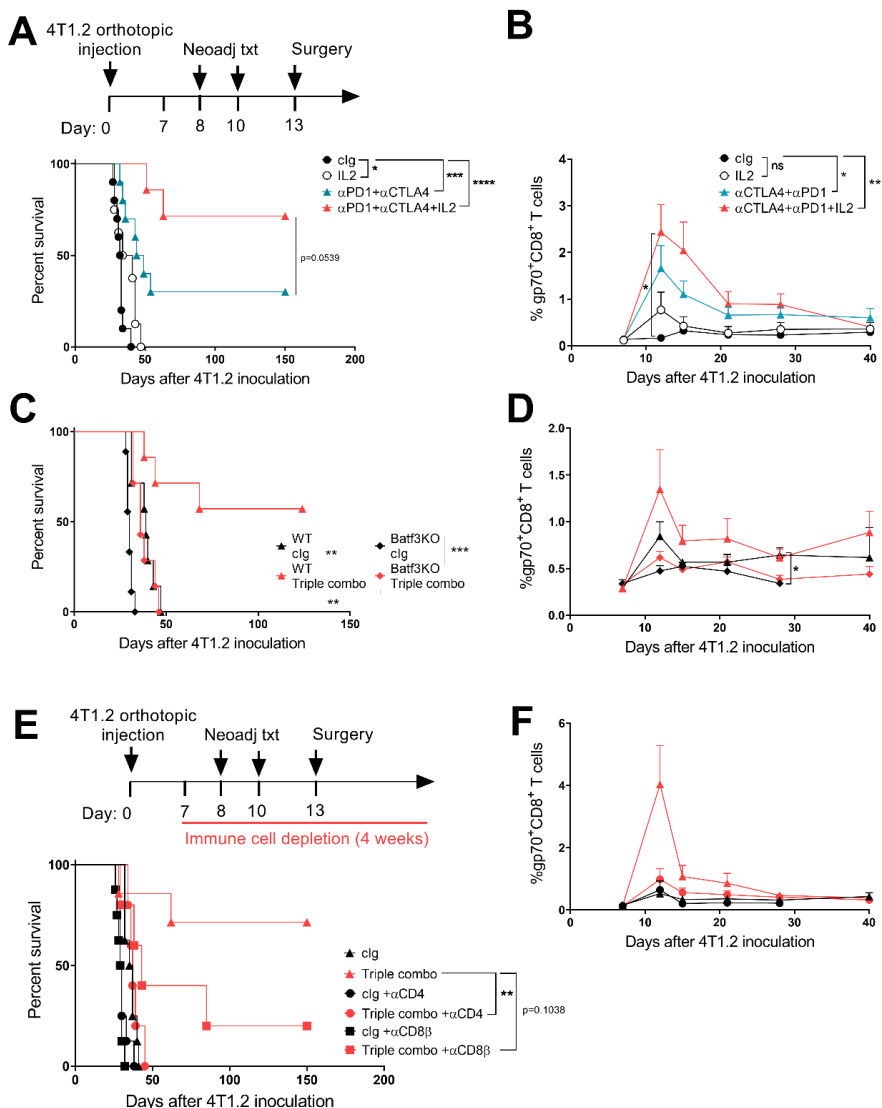 A
4T1.2 orthotopic
injection
Neoadj txt
Surgery
Day: 0 7 8 10 13
Percent survival
100
50
0
0 50 100 150 200
Days after 4T1.2 inoculation
cIg
IL2
αPD1+αCTLA4
αPD1+αCTLA4+IL2
*
***
****
p=0.0539
B
% gp70+CD8+ T cells
4
3
2
1
0
0 10 20 30 40
Days after 4T1.2 inoculation
cIg
IL2
αCTLA4+αPD1
αCTLA4+αPD1+IL2
ns
*
**
*
C
Percent survival
100
50
0
0 50 100 150
Days after 4T1.2 inoculation
WT
cIg
**
WT
Triple combo
**
Batf3KO
cIg
***
Batf3KO
Triple combo
D
%gp70+CD8+ T cells
2.0
1.5
1.0
0.5
0.0
0 10 20 30 40
Days after 4T1.2 inoculation
*
E
4T1.2 orthotopic
injection
Neoadj txt
Surgery
Day: 0 7 8 10 13
Immune cell depletion (4 weeks)
Percent survival
100
50
0
0 50 100 150 200
Days after 4T1.2 inoculation
cIg
Triple combo
cIg +αCD4
Triple combo +αCD4
cIg +αCD8β
Triple combo +αCD8β
**
p=0.1038
F
%gp70+CD8+ T cells
6
4
2
0
0 10 20 30 40
Days after 4T1.2 inoculation